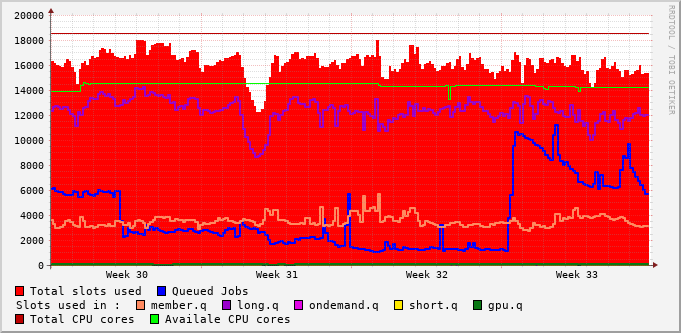 20000
18000
16000
14000
12000
10000
8000
6000
4000
2000
0
Week 30 Week 31 Week 32 Week 33
Total slots used Queued Jobs
Slots used in : member.q long.q ondemand.q short.q gpu.q
Total CPU cores Availale CPU cores
RRDTOOL / TOBI OETIKER